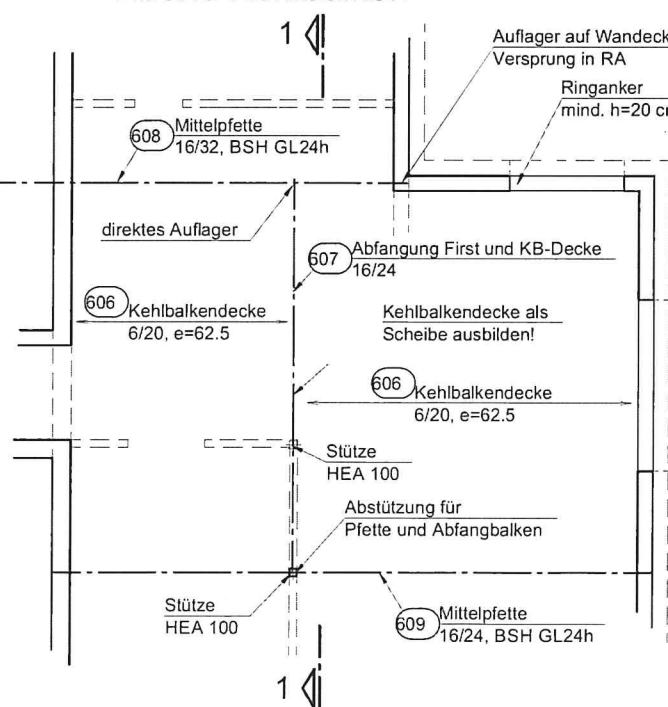 1
Auflager auf Wandeck
Versprung in RA
Ringanker
mind. h=20 cm
608 Mittelpfette
16/32, BSH GL24h
direktes Auflager
607 Abfangung First und KB-Decke
16/24
606 Kehlbalkendecke
6/20, e=62.5
Kehlbalkendecke als
Scheibe ausbilden!
606 Kehlbalkendecke
6/20, e=62.5
Stütze
HEA 100
Abstützung für
Pfette und Abfangbalken
Stütze
HEA 100
609 Mittelpfette
16/24, BSH GL24h
1